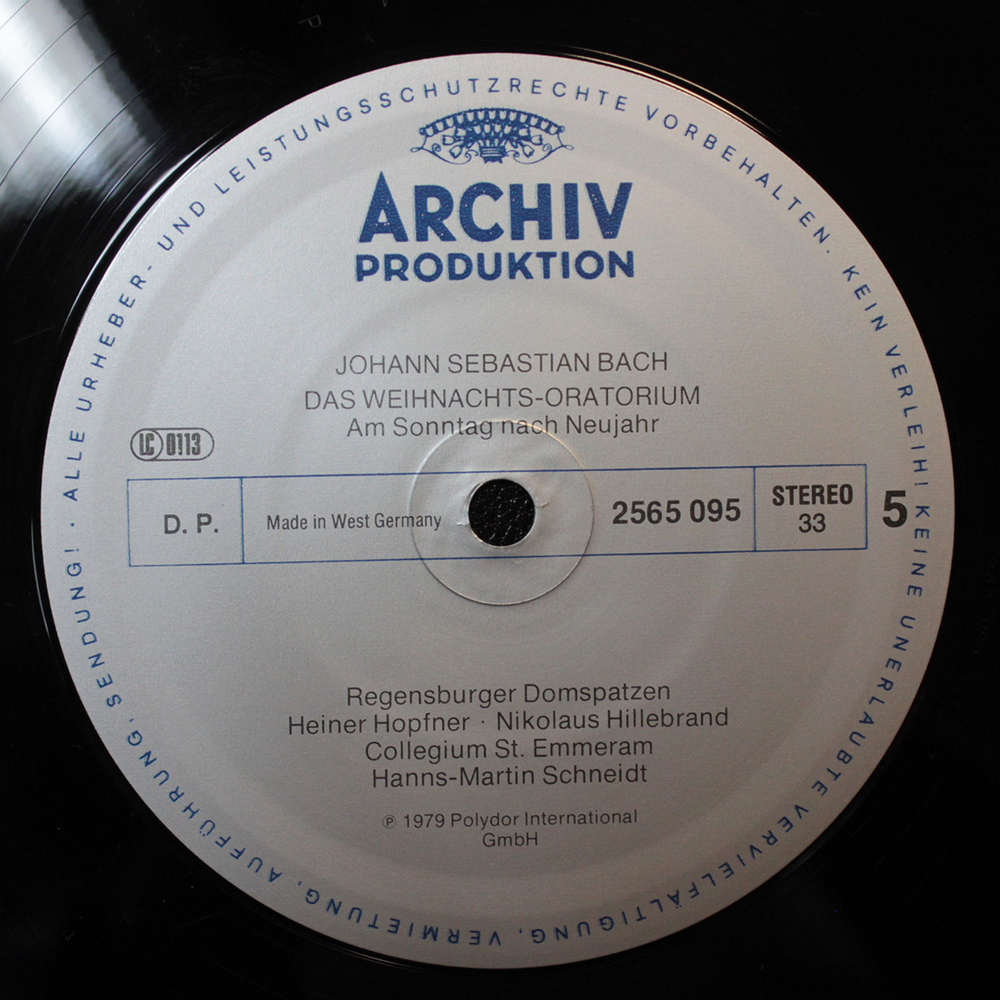 ALLE URHEBER- UND LEISTUNGSSCHUTZRECHTE VORBEHALTEN. KEIN VERLEIH! KEINE UNERLAUBTE VERVIELFÄLTIGUNG, VERMIETUNG, AUFFÜHRUNG, SENDUNG! ·
ARCHIV
PRODUKTION
JOHANN SEBASTIAN BACH
DAS WEIHNACHTS-ORATORIUM
Am Sonntag nach Neujahr
LC 0113
D. P. Made in West Germany 2565 095 STEREO 5
33
Regensburger Domspatzen
Heiner Hopfner · Nikolaus Hillebrand
Collegium St. Emmeram
Hanns-Martin Schneidt
℗ 1979 Polydor International
GmbH